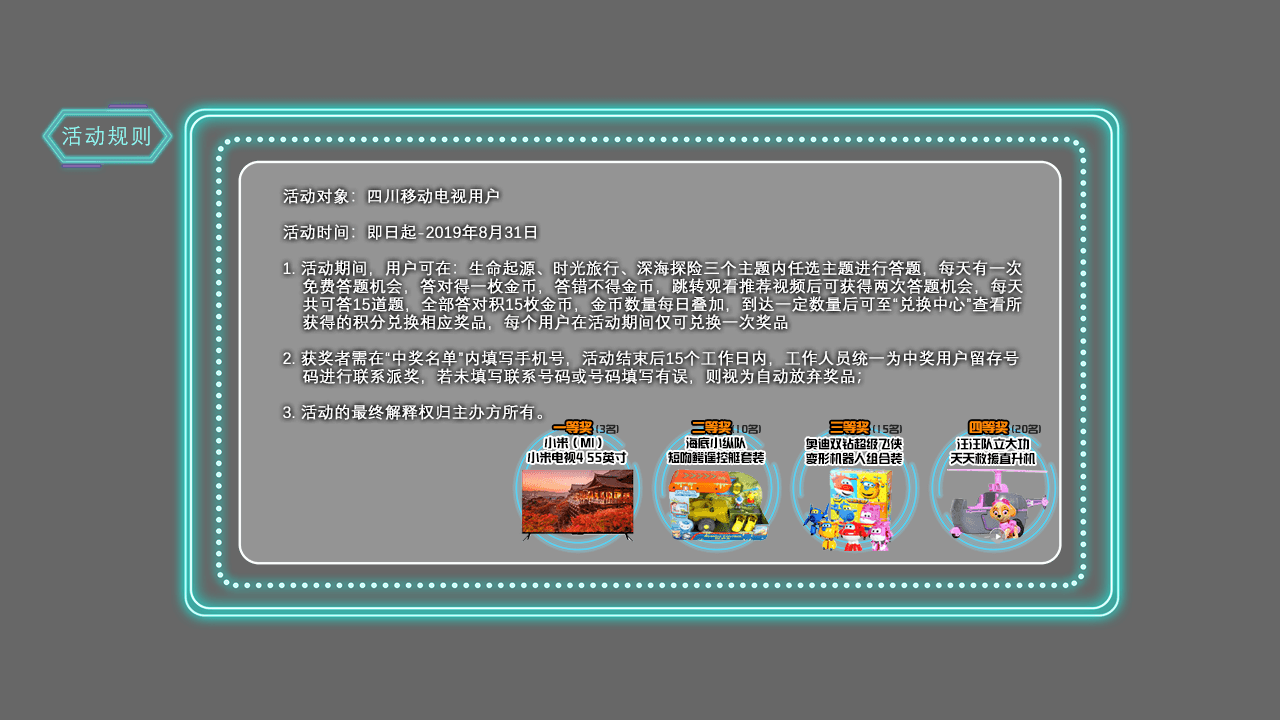 活动规则
活动对象：四川移动电视用户
活动时间：即日起-2019年8月31日
1. 活动期间，用户可在：生命起源、时光旅行、深海探险三个主题内任选主题进行答题，每天有一次
免费答题机会，答对得一枚金币，答错不得金币，跳转观看推荐视频后可获得两次答题机会，每天
共可答15道题，全部答对积15枚金币，金币数量每日叠加，到达一定数量后可至“兑换中心”查看所
获得的积分兑换相应奖品，每个用户在活动期间仅可兑换一次奖品
2. 获奖者需在“中奖名单”内填写手机号，活动结束后15个工作日内，工作人员统一为中奖用户留存号
码进行联系派奖，若未填写联系号码或号码填写有误，则视为自动放弃奖品；
3. 活动的最终解释权归主办方所有。
一等奖(3名)
小米（MI）
小米电视4 55英寸
二等奖(10名)
海底小纵队
短吻鳄遥控艇套装
三等奖(15名)
奥迪双钻超级飞侠
变形机器人组合装
四等奖(20名)
汪汪队立大功
天天救援直升机